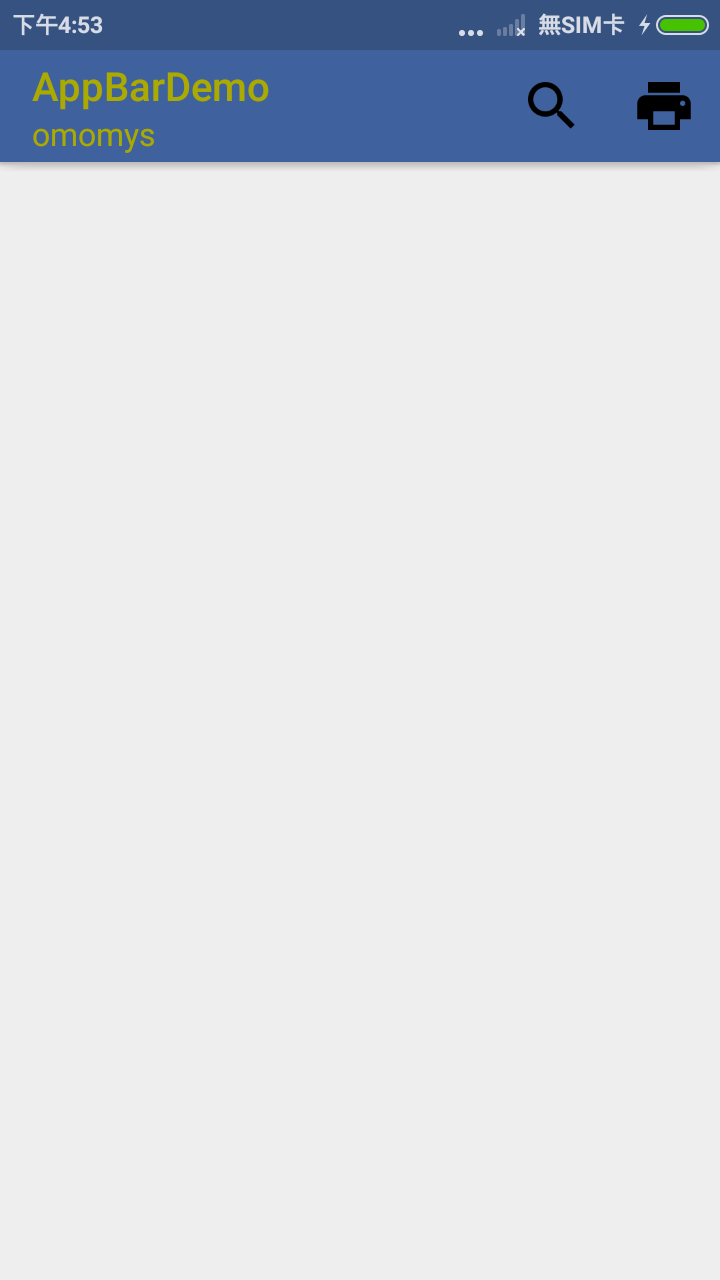 下午4:53 無SIM卡
AppBarDemo
omomys